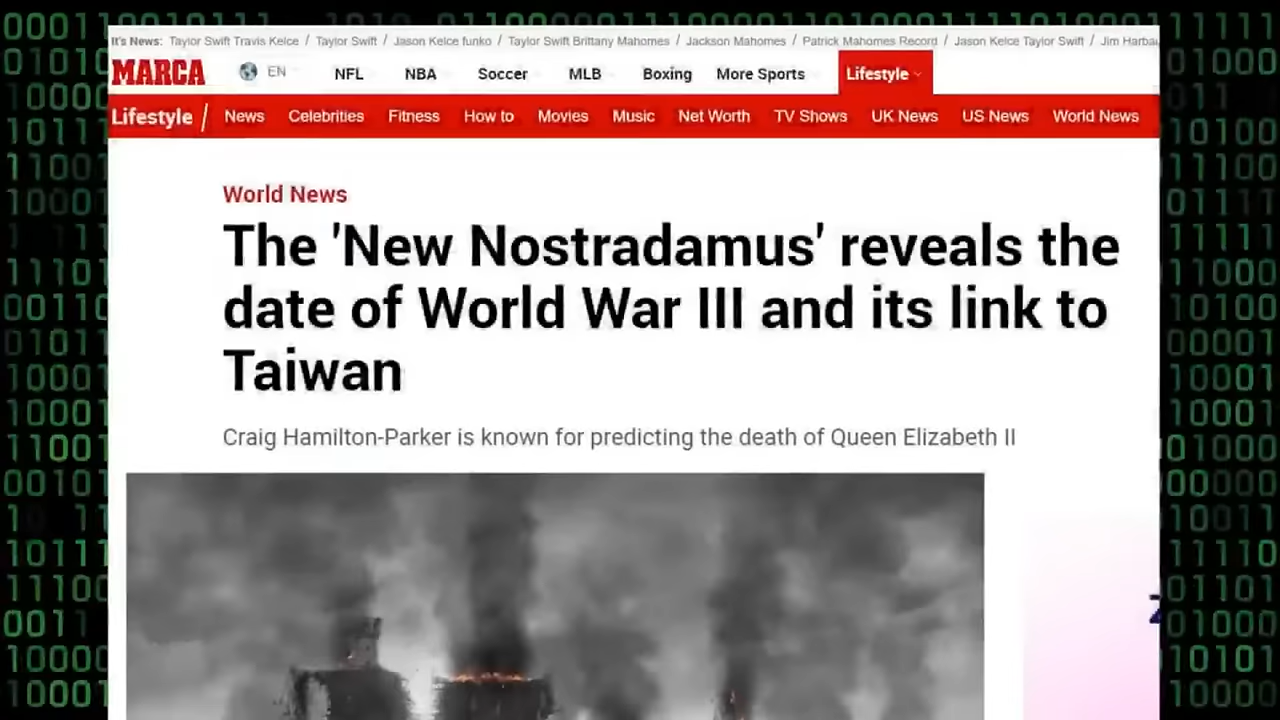 It's News: Taylor Swift Travis Kelce / Taylor Swift / Jason Kelce funko / Taylor Swift Brittany Mahomes / Jackson Mahomes / Patrick Mahomes Record / Jason Kelce Taylor Swift / Jim Harbau
MARCA EN NFL NBA Soccer MLB Boxing More Sports Lifestyle
Lifestyle / News Celebrities Fitness How to Movies Music Net Worth TV Shows UK News US News World News
World News
The 'New Nostradamus' reveals the
date of World War III and its link to
Taiwan
Craig Hamilton-Parker is known for predicting the death of Queen Elizabeth II